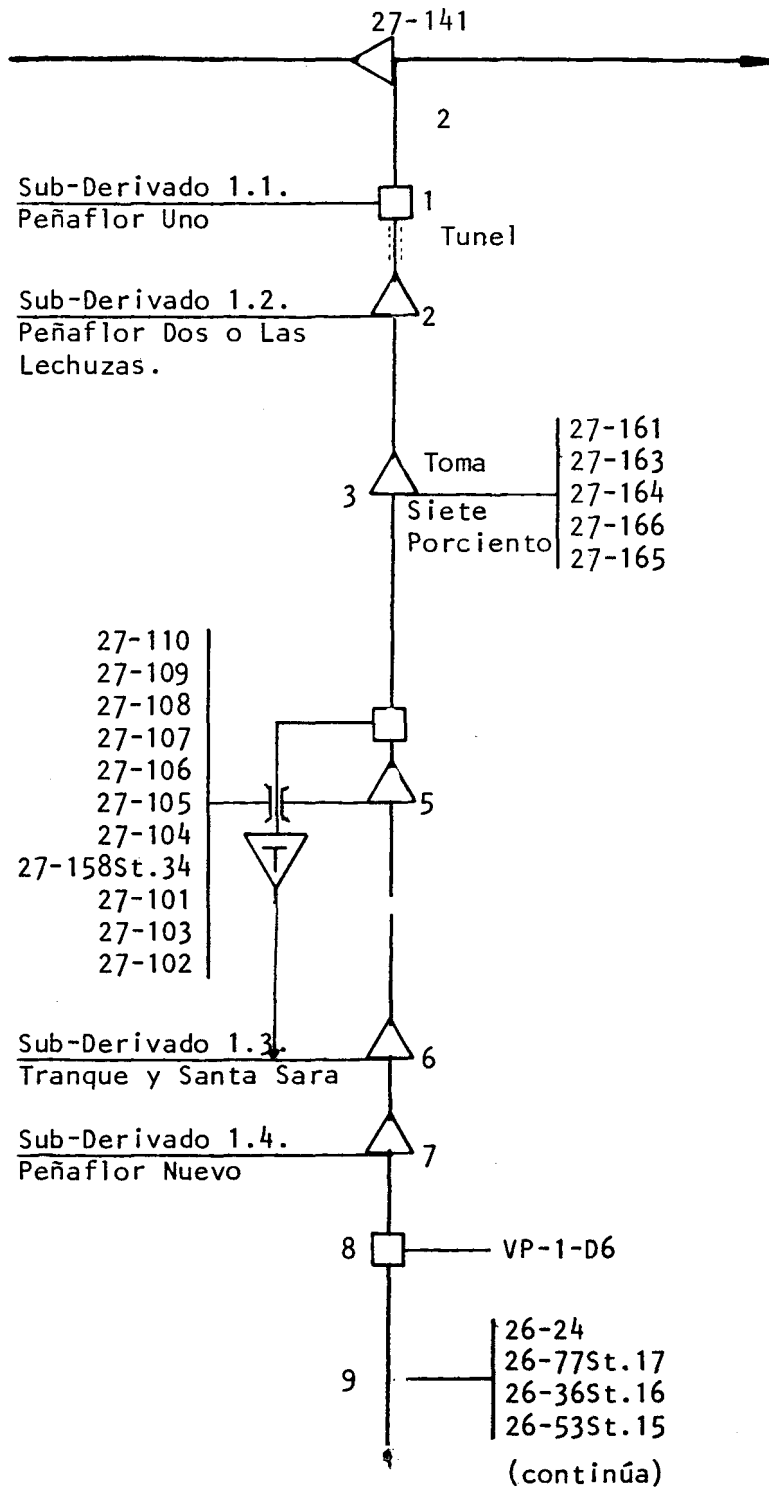 27-141
2
Sub-Derivado 1.1.
1
Peñaflor Uno
Tunel
Sub-Derivado 1.2.
2
Peñaflor Dos o Las
Lechuzas.
3
Toma
Siete
Porciento
27-161
27-163
27-164
27-166
27-165
27-110
27-109
27-108
27-107
27-106
27-105
27-104
27-158St.34
27-101
27-103
27-102
5
T
Sub-Derivado 1.3.
6
Tranque y Santa Sara
Sub-Derivado 1.4.
7
Peñaflor Nuevo
8
VP-1-D6
9
26-24
26-77St.17
26-36St.16
26-53St.15
(continúa)